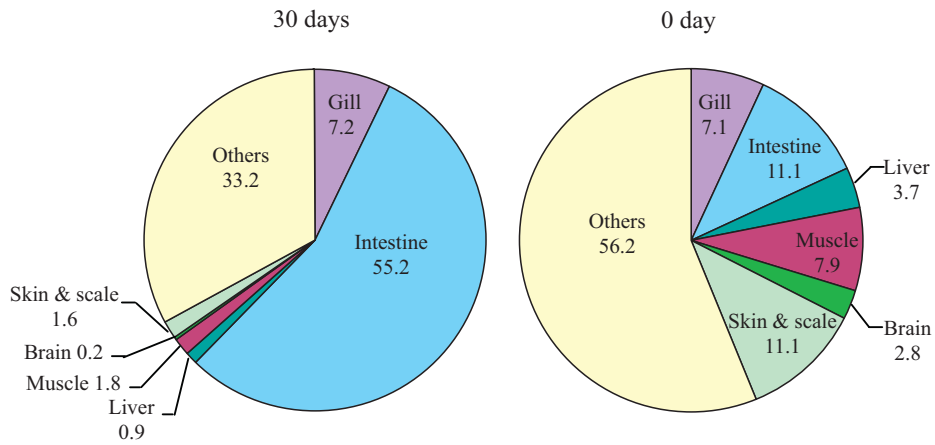 30 days
Gill
7.2
Intestine
55.2
Liver
0.9
Muscle 1.8
Brain 0.2
Skin & scale
1.6
Others
33.2
0 day
Gill
7.1
Intestine
11.1
Liver
3.7
Muscle
7.9
Brain
2.8
Skin & scale
11.1
Others
56.2